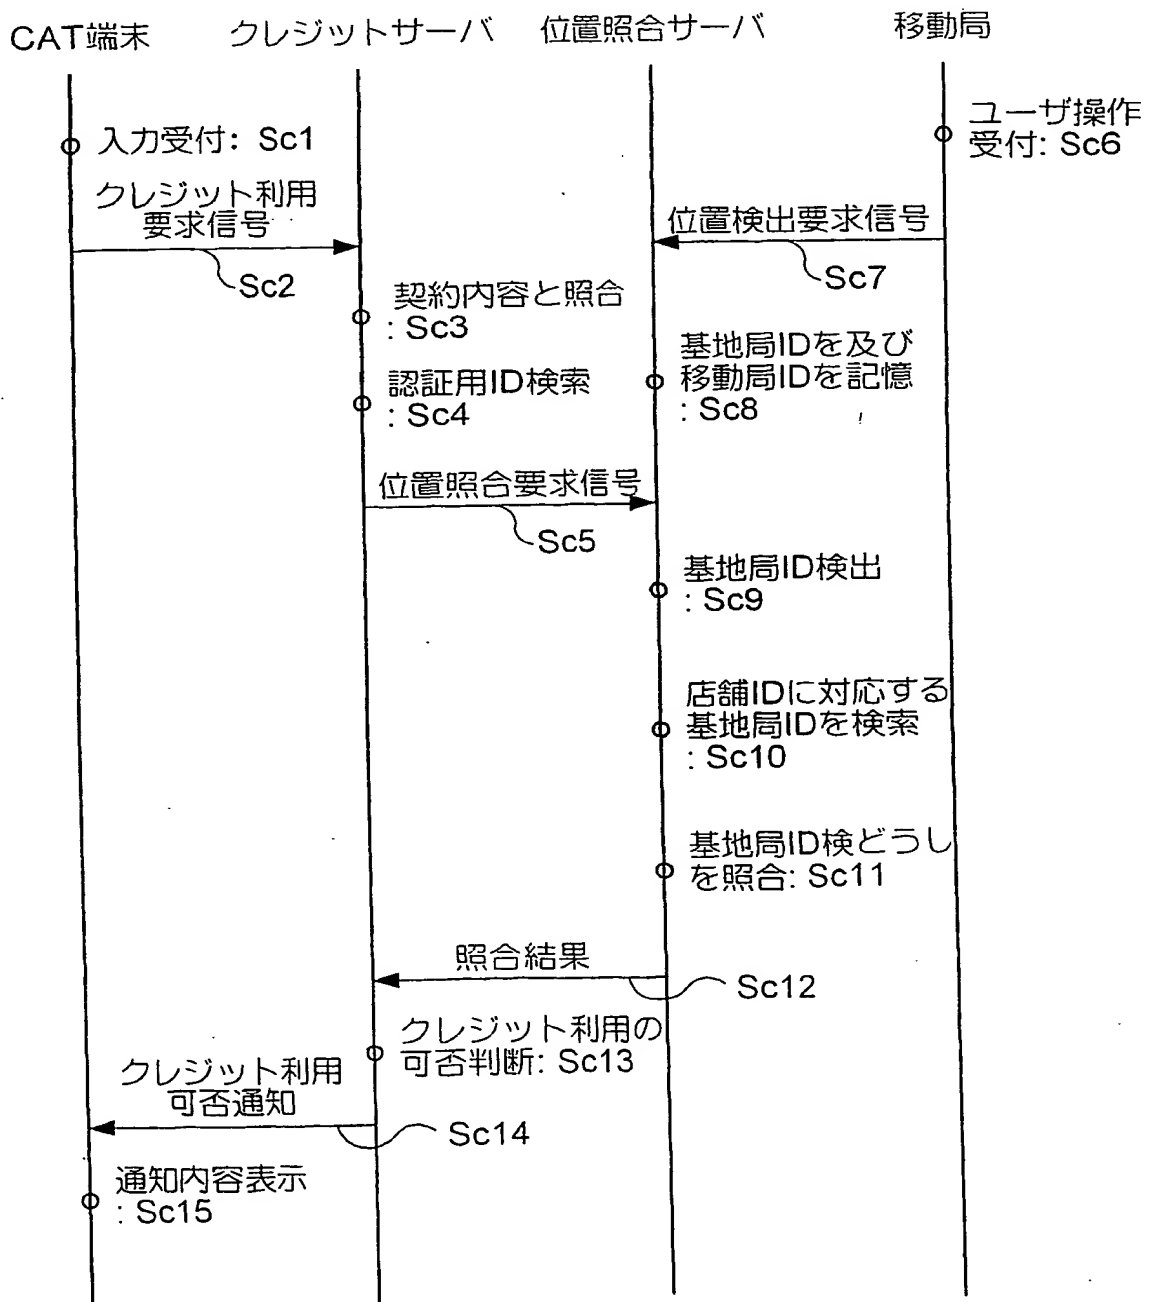 CAT端末
クレジットサーバ
位置照合サーバ
移動局
入力受付: Sc1
ユーザ操作
受付: Sc6
クレジット利用
要求信号
Sc2
位置検出要求信号
Sc7
契約内容と照合
: Sc3
基地局IDを及び
移動局IDを記憶
: Sc8
認証用ID検索
: Sc4
位置照合要求信号
Sc5
基地局ID検出
: Sc9
店舗IDに対応する
基地局IDを検索
: Sc10
基地局ID検どうし
を照合: Sc11
照合結果
Sc12
クレジット利用の
可否判断: Sc13
クレジット利用
可否通知
Sc14
通知内容表示
: Sc15